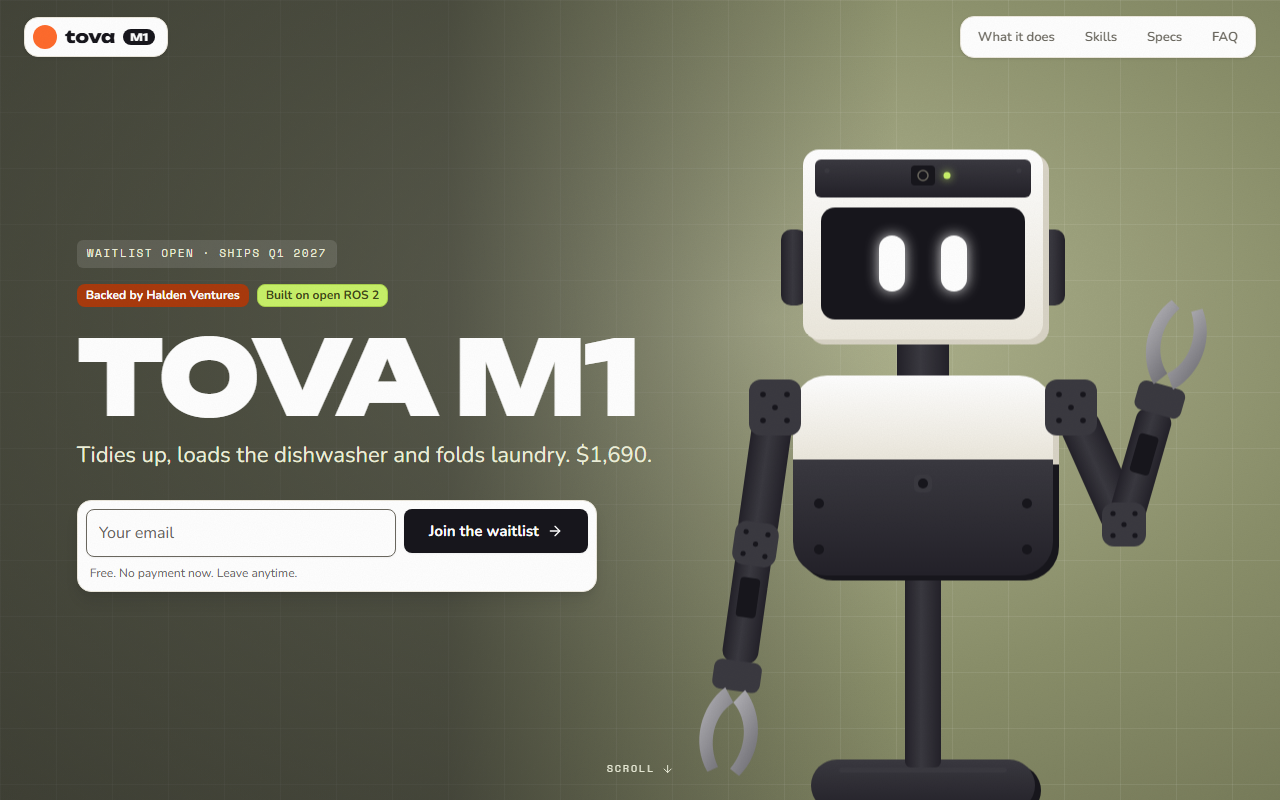 tova M1
What it does Skills Specs FAQ
WAITLIST OPEN · SHIPS Q1 2027
Backed by Halden Ventures Built on open ROS 2
TOVA M1
Tidies up, loads the dishwasher and folds laundry. $1,690.
Your email Join the waitlist →
Free. No payment now. Leave anytime.
SCROLL ↓